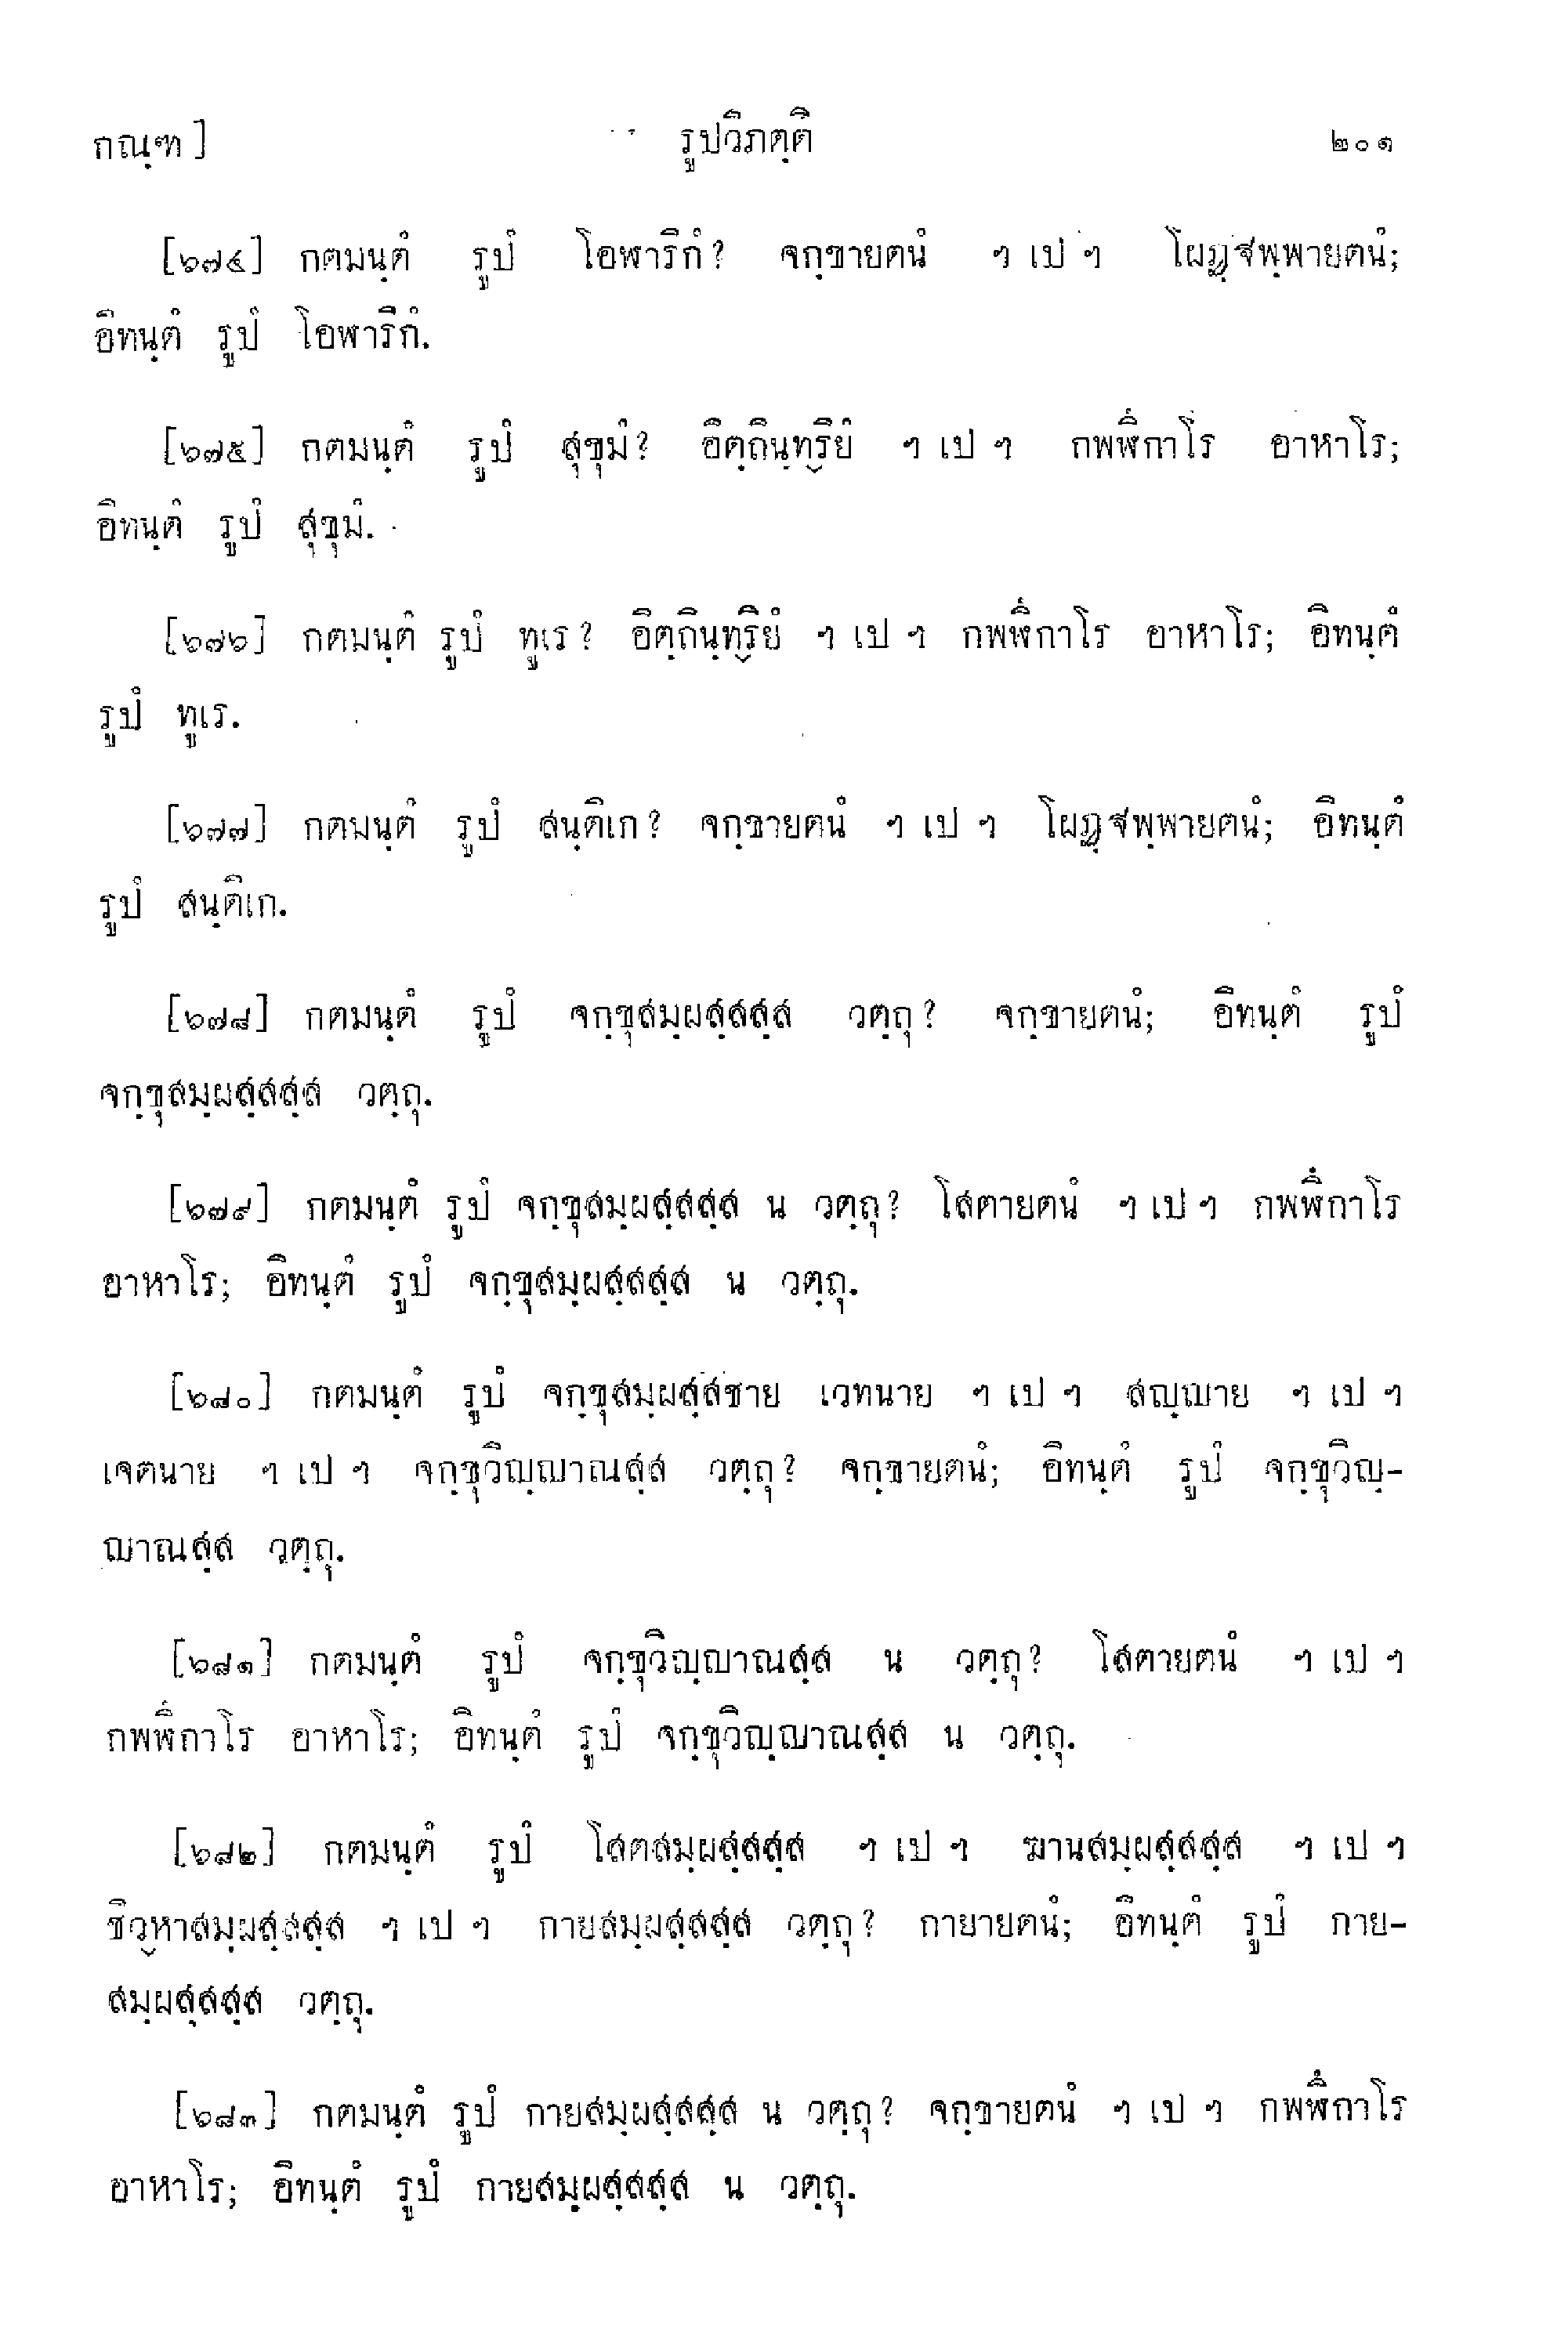 กณฺฑ] รูปวิภตฺติ ๒๐๑
[๖๗๔] กตมนฺตํ รูปํ โอฬาริกํ? จกฺขายตนํ ฯ เป ฯ โผฏฺฐพฺพายตนํ;
อิทนฺตํ รูปํ โอฬาริกํ.
[๖๗๕] กตมนฺตํ รูปํ สุขุมํ? อิตฺถินฺทฺริยํ ฯ เป ฯ กพฬิํกาโร อาหาโร;
อิทนฺตํ รูปํ สุขุมํ.
[๖๗๖] กตมนฺตํ รูปํ ทูเร? อิตฺถินฺทฺริยํ ฯ เป ฯ กพฬิํกาโร อาหาโร; อิทนฺตํ
รูปํ ทูเร.
[๖๗๗] กตมนฺตํ รูปํ สนฺติเก? จกฺขายตนํ ฯ เป ฯ โผฏฺฐพฺพายตนํ; อิทนฺตํ
รูปํ สนฺติเก.
[๖๗๘] กตมนฺตํ รูปํ จกฺขุสมฺผสฺสสฺส วตฺถุ? จกฺขายตนํ; อิทนฺตํ รูปํ
จกฺขุสมฺผสฺสสฺส วตฺถุ.
[๖๗๙] กตมนฺตํ รูปํ จกฺขุสมฺผสฺสสฺส น วตฺถุ? โสตายตนํ ฯ เป ฯ กพฬิํกาโร
อาหาโร; อิทนฺตํ รูปํ จกฺขุสมฺผสฺสสฺส น วตฺถุ.
[๖๘๐] กตมนฺตํ รูปํ จกฺขุสมฺผสฺสชาย เวทนาย ฯ เป ฯ สญฺญาย ฯ เป ฯ
เจตนาย ฯ เป ฯ จกฺขุวิญฺญาณสฺส วตฺถุ? จกฺขายตนํ; อิทนฺตํ รูปํ จกฺขุวิญฺ-
ญาณสฺส วตฺถุ.
[๖๘๑] กตมนฺตํ รูปํ จกฺขุวิญฺญาณสฺส น วตฺถุ? โสตายตนํ ฯ เป ฯ
กพฬิํกาโร อาหาโร; อิทนฺตํ รูปํ จกฺขุวิญฺญาณสฺส น วตฺถุ.
[๖๘๒] กตมนฺตํ รูปํ โสตสมฺผสฺสสฺส ฯ เป ฯ ฆานสมฺผสฺสสฺส ฯ เป ฯ
ชิวฺหาสมฺผสฺสสฺส ฯ เป ฯ กายสมฺผสฺสสฺส วตฺถุ? กายายตนํ; อิทนฺตํ รูปํ กาย-
สมฺผสฺสสฺส วตฺถุ.
[๖๘๓] กตมนฺตํ รูปํ กายสมฺผสฺสสฺส น วตฺถุ? จกฺขายตนํ ฯ เป ฯ กพฬิํกาโร
อาหาโร; อิทนฺตํ รูปํ กายสมฺผสฺสสฺส น วตฺถุ.